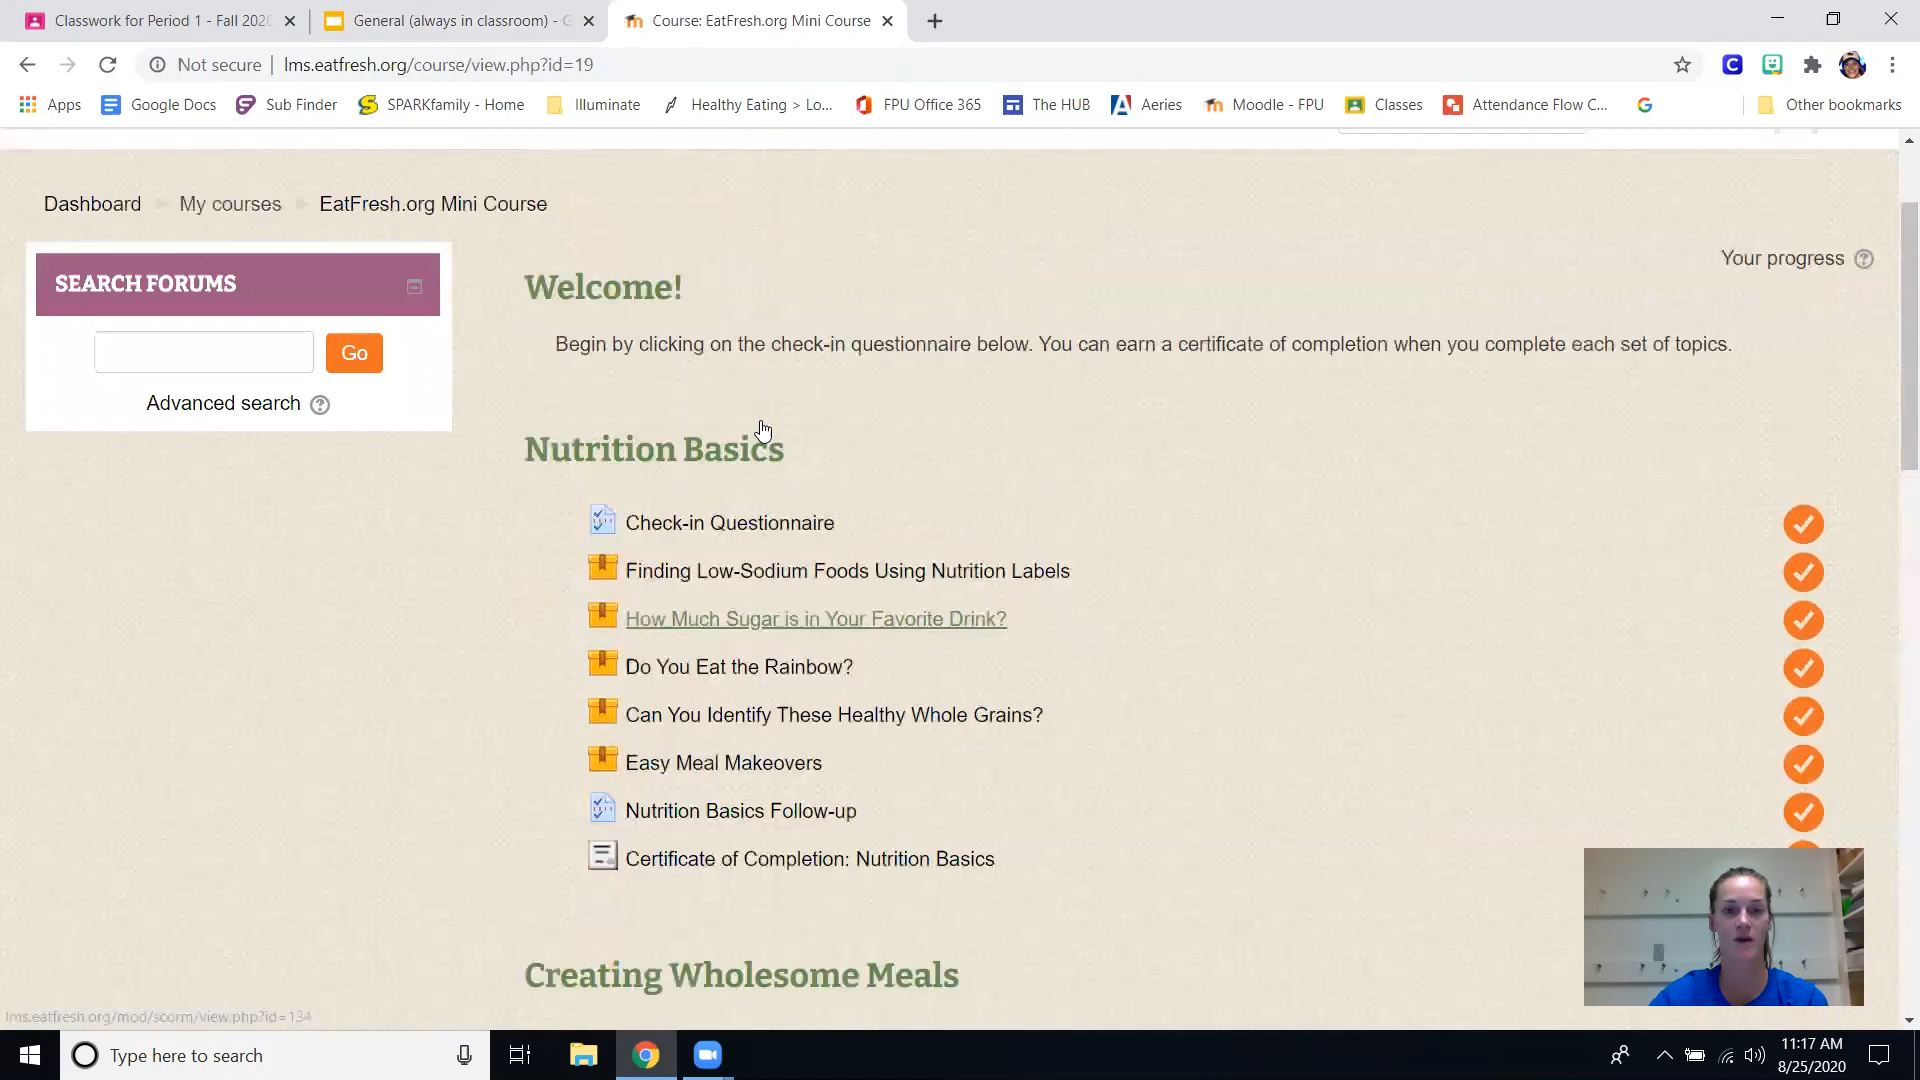 Classwork for Period 1 - Fall 202
General (always in classroom) - G
Course: EatFresh.org Mini Course
Not secure
lms.eatfresh.org/course/view.php?id=19
C
Apps
Google Docs
Sub Finder
SPARKfamily - Home
Illuminate
Healthy Eating > Lo...
FPU Office 365
The HUB
Aeries
Moodle - FPU
Classes
Attendance Flow C...
Other bookmarks
Dashboard
My courses
EatFresh.org Mini Course
SEARCH FORUMS
Go
Advanced search
Your progress
Welcome!
Begin by clicking on the check-in questionnaire below. You can earn a certificate of completion when you complete each set of topics.
Nutrition Basics
Check-in Questionnaire
Finding Low-Sodium Foods Using Nutrition Labels
How Much Sugar is in Your Favorite Drink?
Do You Eat the Rainbow?
Can You Identify These Healthy Whole Grains?
Easy Meal Makeovers
Nutrition Basics Follow-up
Certificate of Completion: Nutrition Basics
Creating Wholesome Meals
lms.eatfresh.org/mod/scorm/view.php?id=134
Type here to search
11:17 AM
8/25/2020